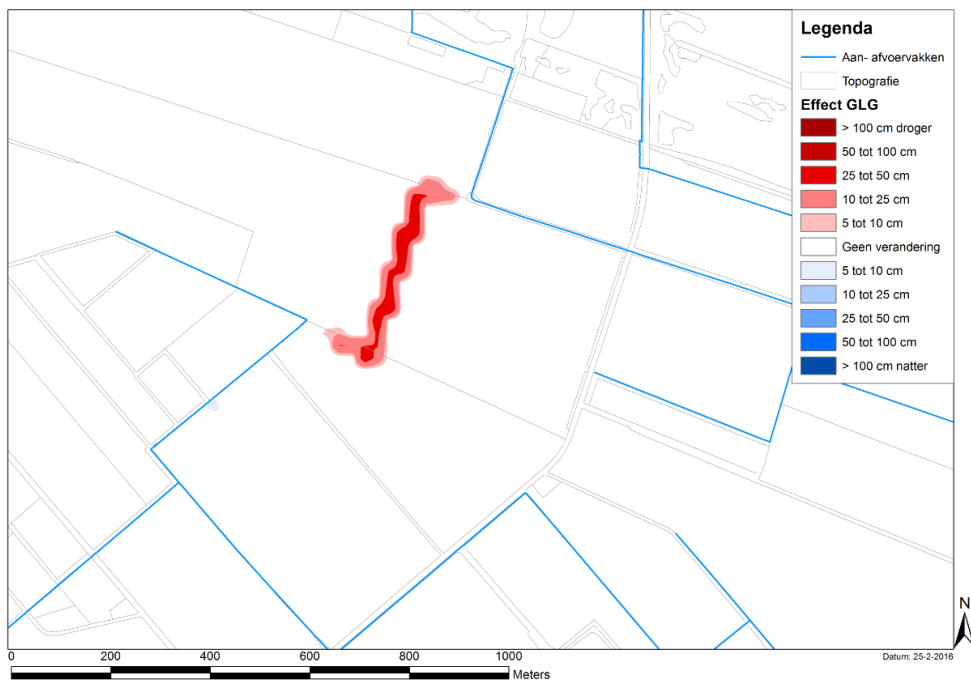 Legenda
Aan- afvoervakken
Topografie
Effect GLG
> 100 cm droger
50 tot 100 cm
25 tot 50 cm
10 tot 25 cm
5 tot 10 cm
Geen verandering
5 tot 10 cm
10 tot 25 cm
25 tot 50 cm
50 tot 100 cm
> 100 cm natter
N
Datum: 25-2-2016
0 200 400 600 800 1000
Meters